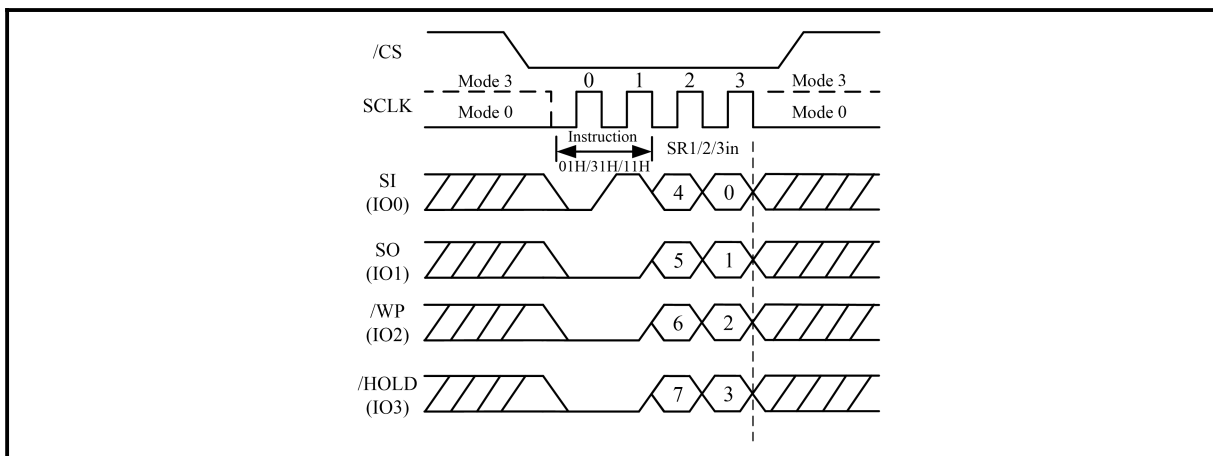 /CS
Mode 3 0 1 2 3 Mode 3
SCLK
Mode 0 Mode 0
Instruction SR1/2/3in
01H/31H/11H
SI
(IO0) 4 0
SO
(IO1) 5 1
/WP
(IO2) 6 2
/HOLD
(IO3) 7 3